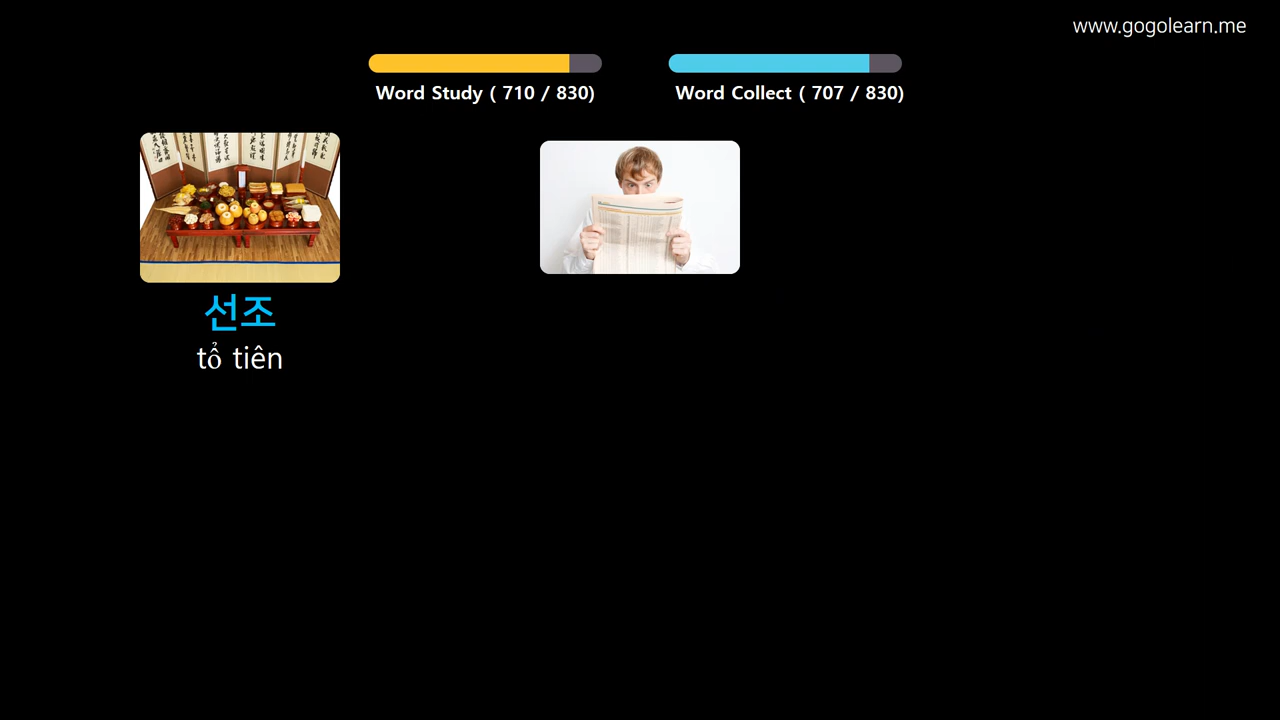 www.gogolearn.me
Word Study ( 710 / 830)
Word Collect ( 707 / 830)
선조
tổ tiên